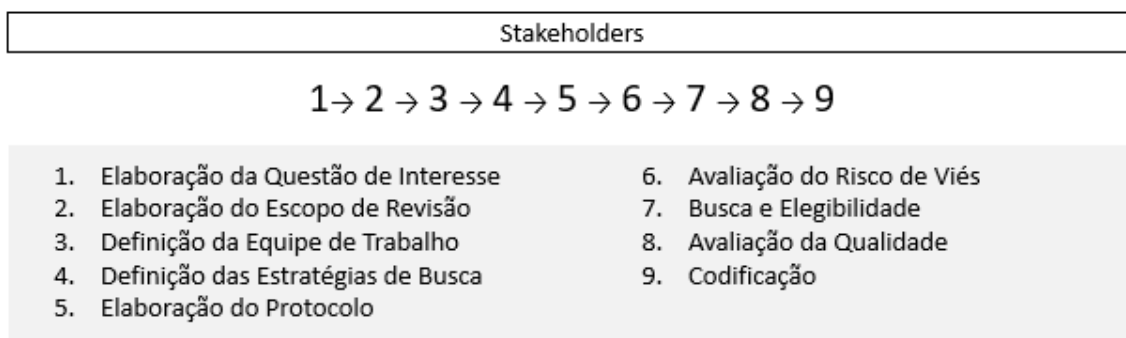 Stakeholders
1→ 2 → 3 → 4 → 5 → 6 → 7 → 8 → 9
1. Elaboração da Questão de Interesse
2. Elaboração do Escopo de Revisão
3. Definição da Equipe de Trabalho
4. Definição das Estratégias de Busca
5. Elaboração do Protocolo
6. Avaliação do Risco de Viés
7. Busca e Elegibilidade
8. Avaliação da Qualidade
9. Codificação